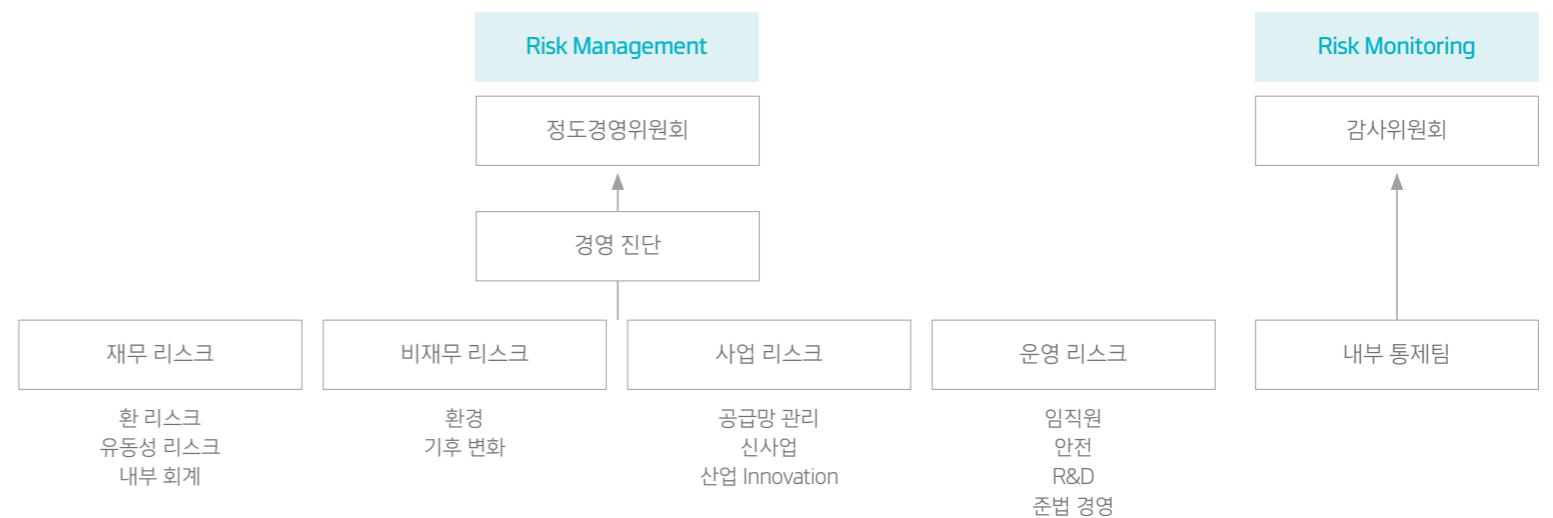 Risk Management
Risk Monitoring
정도경영위원회
감사위원회
경영 진단
재무 리스크
비재무 리스크
사업 리스크
운영 리스크
내부 통제팀
환 리스크
유동성 리스크
내부 회계
환경
기후 변화
공급망 관리
신사업
산업 Innovation
임직원
안전
R&D
준법 경영